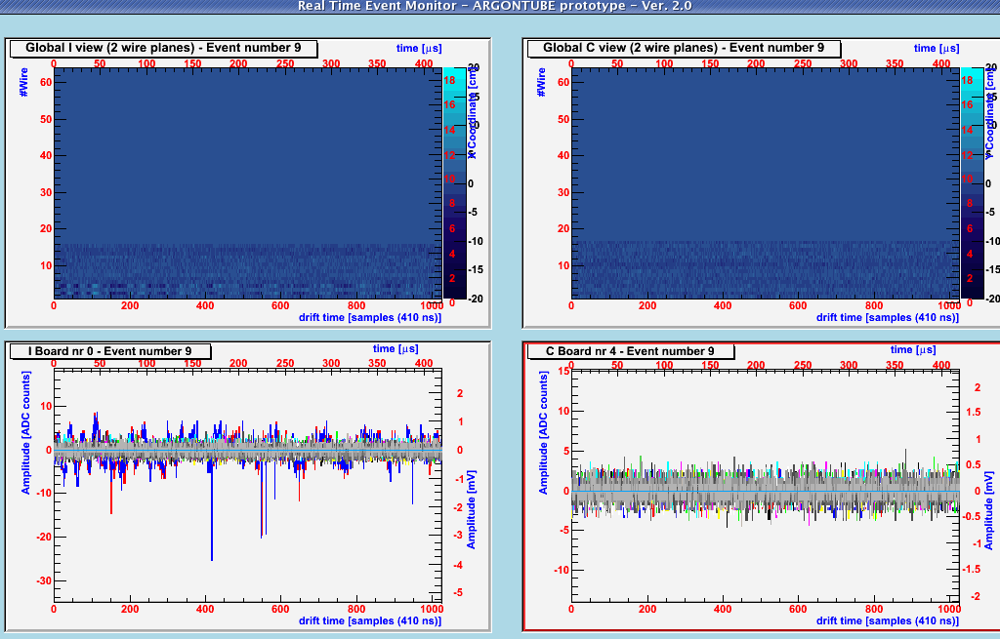 Real Time Event Monitor - ARGONTUBE prototype - Ver. 2.0
Global I view (2 wire planes) - Event number 9
time [μs]
0 50 100 150 200 250 300 350 400
#Wire
60
50
40
30
20
10
18
16
14
12
10
8
6
4
2
0
20
15
10
5
0
-5
-10
-15
-20
X Coordinate [cm]
0 200 400 600 800 1000
drift time [samples (410 ns)]
Global C view (2 wire planes) - Event number 9
time [μs]
0 50 100 150 200 250 300 350 400
#Wire
60
50
40
30
20
10
18
16
14
12
10
8
6
4
2
0
20
15
10
5
0
-5
-10
-15
-20
Y Coordinate [cm]
0 200 400 600 800 1000
drift time [samples (410 ns)]
I Board nr 0 - Event number 9
time [μs]
0 50 100 150 200 250 300 350 400
Amplitude [ADC counts]
10
0
-10
-20
-30
2
1
0
-1
-2
-3
-4
-5
Amplitude [mV]
0 200 400 600 800 1000
drift time [samples (410 ns)]
C Board nr 4 - Event number 9
time [μs]
0 50 100 150 200 250 300 350 400
Amplitude [ADC counts]
15
10
5
0
-5
-10
2
1.5
1
0.5
0
-0.5
-1
-1.5
-2
Amplitude [mV]
0 200 400 600 800 1000
drift time [samples (410 ns)]